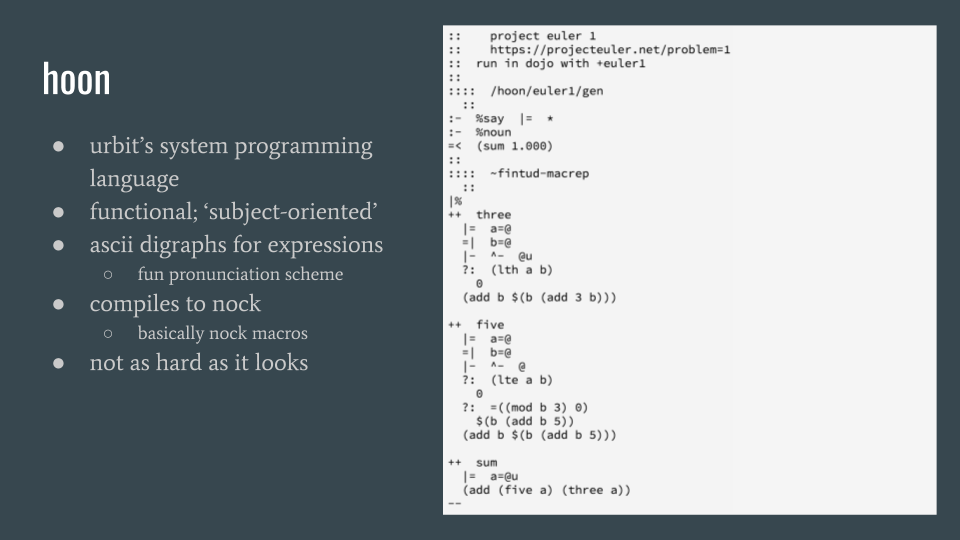 hoon
● urbit’s system programming
language
● functional; ‘subject-oriented’
● ascii digraphs for expressions
○ fun pronunciation scheme
● compiles to nock
○ basically nock macros
● not as hard as it looks
::    project euler 1
::    https://projecteuler.net/problem=1
::  run in dojo with +euler1
::
::::  /hoon/euler1/gen
  ::
:-  %say  |=  *
:-  %noun
=<  (sum 1.000)
::
::::  ~fintud-macrep
  ::
|%
++  three
  |=  a=@
  =|  b=@
  |-  ^-  @u
  ?:  (lth a b)
    0
  (add b $(b (add 3 b)))
++  five
  |=  a=@
  =|  b=@
  |-  ^-  @
  ?:  (lte a b)
    0
  ?:  =((mod b 3) 0)
    $(b (add b 5))
  (add b $(b (add b 5)))
++  sum
  |=  a=@u
  (add (five a) (three a))
--